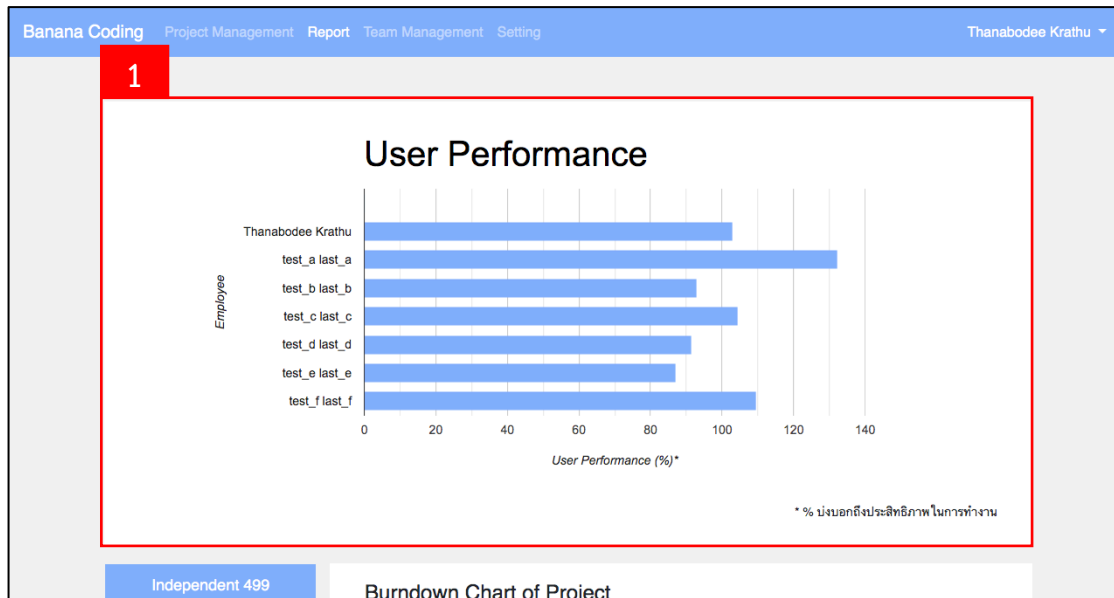 Banana Coding Project Management Report Team Management Setting Thanabodee Krathu
1
User Performance
Employee
Thanabodee Krathu
test_a last_a
test_b last_b
test_c last_c
test_d last_d
test_e last_e
test_f last_f
0 20 40 60 80 100 120 140
User Performance (%)*
* % บ่งบอกถึงประสิทธิภาพในการทำงาน
Independent 499
Burndown Chart of Project